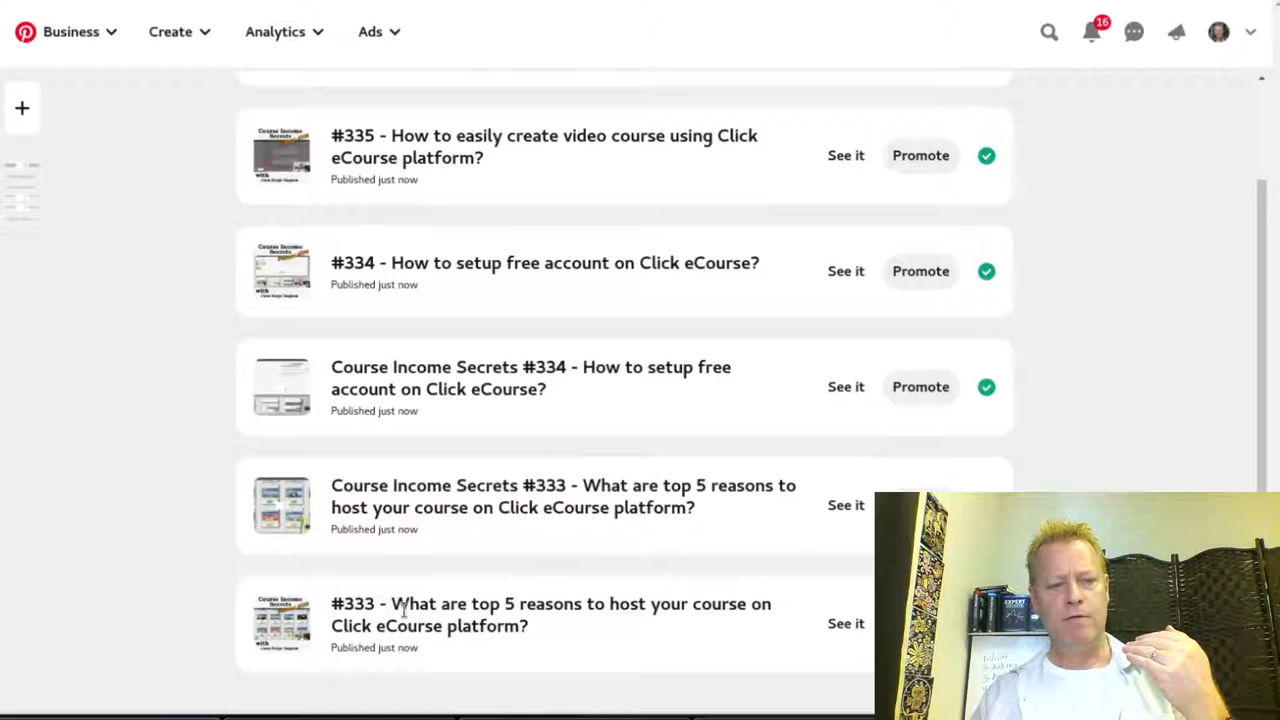 Business Create Analytics Ads 16
#335 - How to easily create video course using Click
eCourse platform?
Published just now
See it Promote
#334 - How to setup free account on Click eCourse?
Published just now
See it Promote
Course Income Secrets #334 - How to setup free
account on Click eCourse?
Published just now
See it Promote
Course Income Secrets #333 - What are top 5 reasons to
host your course on Click eCourse platform?
Published just now
See it
#333 - What are top 5 reasons to host your course on
Click eCourse platform?
Published just now
See it
Course Income
Secrets
with
EXPERT